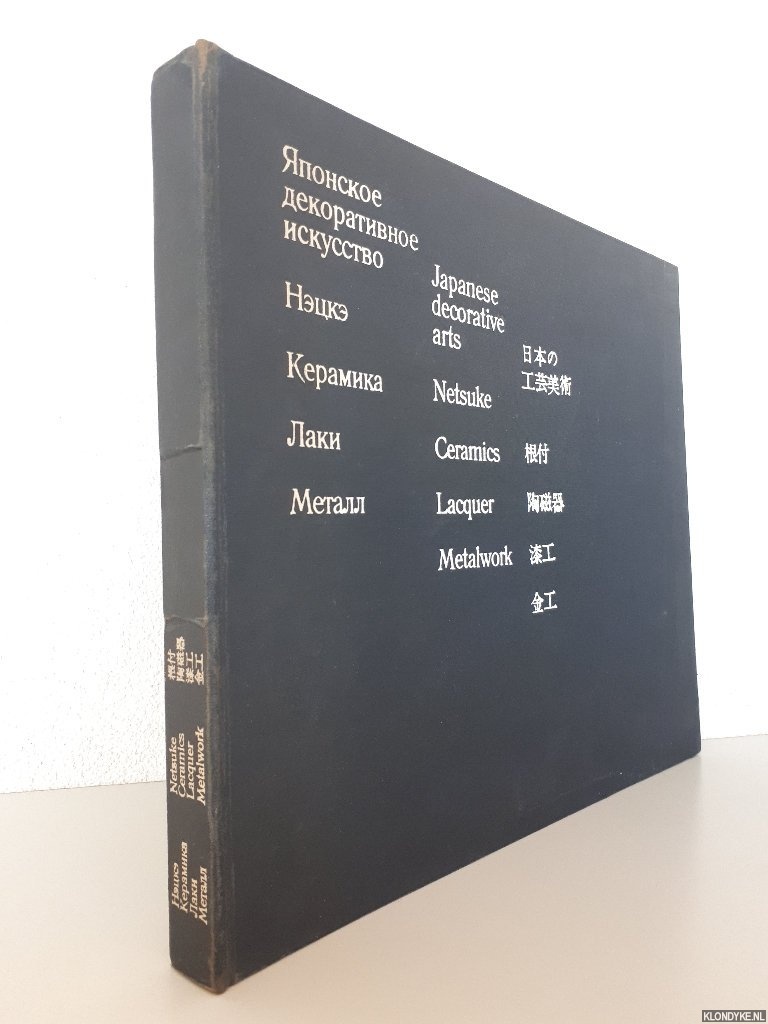 Японское
декоративное
искусство
Нэцкэ
Керамика
Лаки
Металл
Japanese
decorative
arts
Netsuke
Ceramics
Lacquer
Metalwork
日本の
工芸美術
根付
陶磁器
漆工
金工
根付
陶磁器
漆工
金工
Netsuke
Ceramics
Lacquer
Metalwork
Нэцкэ
Керамика
Лаки
Металл
KLONDYKE.NL